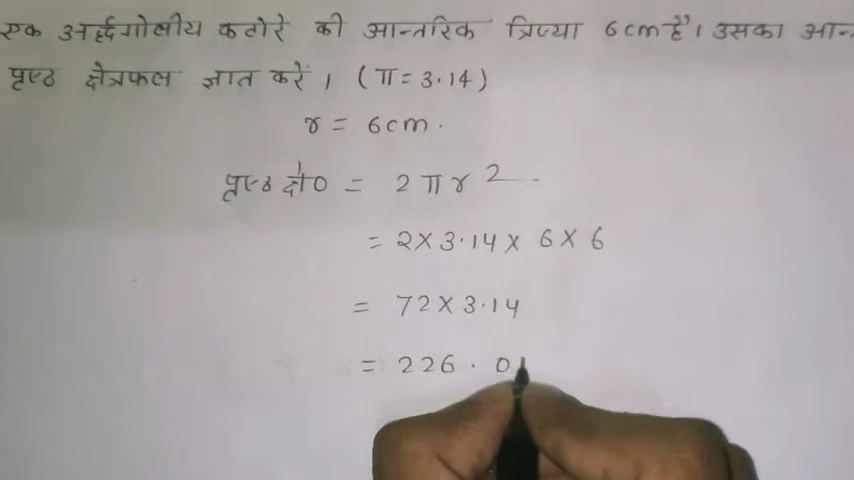 एक अर्द्धगोलीय कटोरे की आन्तरिक त्रिज्या 6cm है। उसका आन
पृष्ठ क्षेत्रफल ज्ञात करें। (π = 3.14)
r = 6cm.
पृष्ठ क्षे० = 2πr²
= 2×3.14× 6×6
= 72×3.14
= 226.0